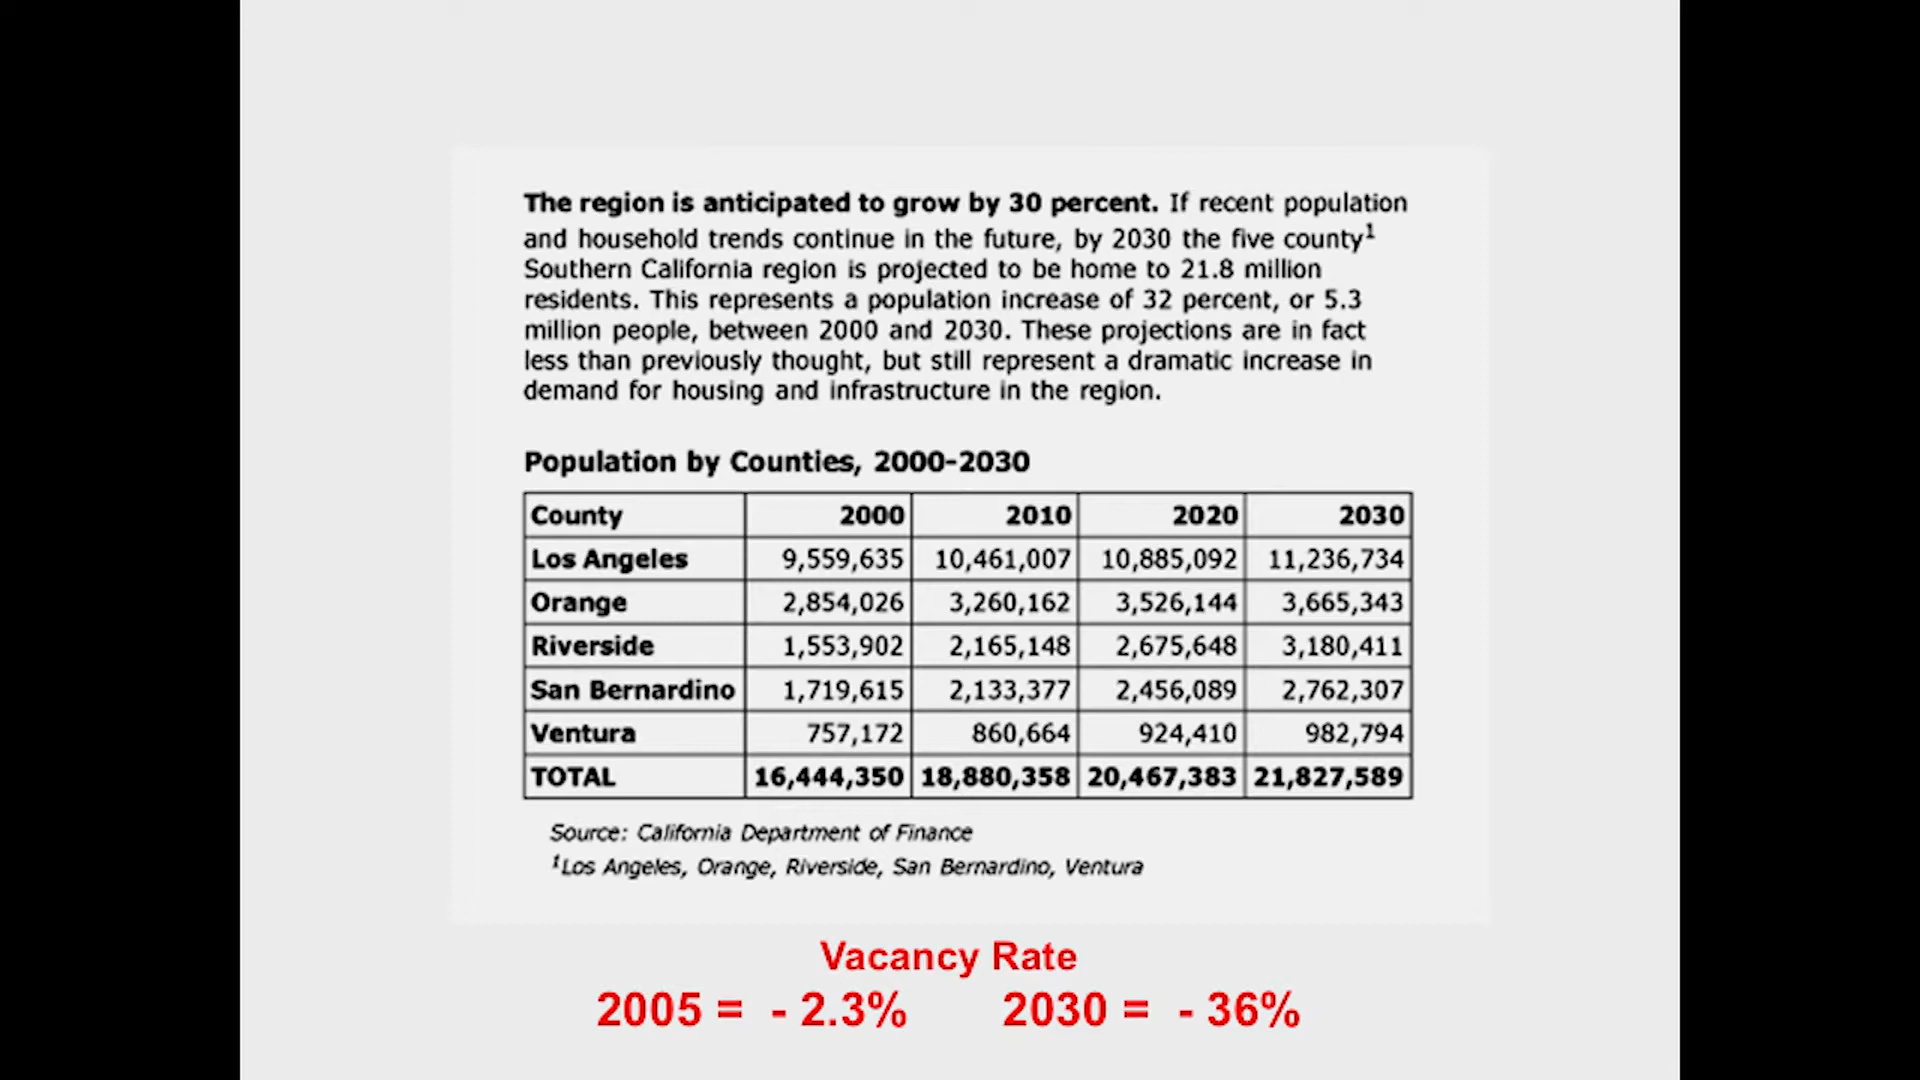 The region is anticipated to grow by 30 percent. If recent population
and household trends continue in the future, by 2030 the five county¹
Southern California region is projected to be home to 21.8 million
residents. This represents a population increase of 32 percent, or 5.3
million people, between 2000 and 2030. These projections are in fact
less than previously thought, but still represent a dramatic increase in
demand for housing and infrastructure in the region.
Population by Counties, 2000-2030
County 2000 2010 2020 2030
Los Angeles 9,559,635 10,461,007 10,885,092 11,236,734
Orange 2,854,026 3,260,162 3,526,144 3,665,343
Riverside 1,553,902 2,165,148 2,675,648 3,180,411
San Bernardino 1,719,615 2,133,377 2,456,089 2,762,307
Ventura 757,172 860,664 924,410 982,794
TOTAL 16,444,350 18,880,358 20,467,383 21,827,589
Source: California Department of Finance
¹Los Angeles, Orange, Riverside, San Bernardino, Ventura
Vacancy Rate
2005 = - 2.3% 2030 = - 36%